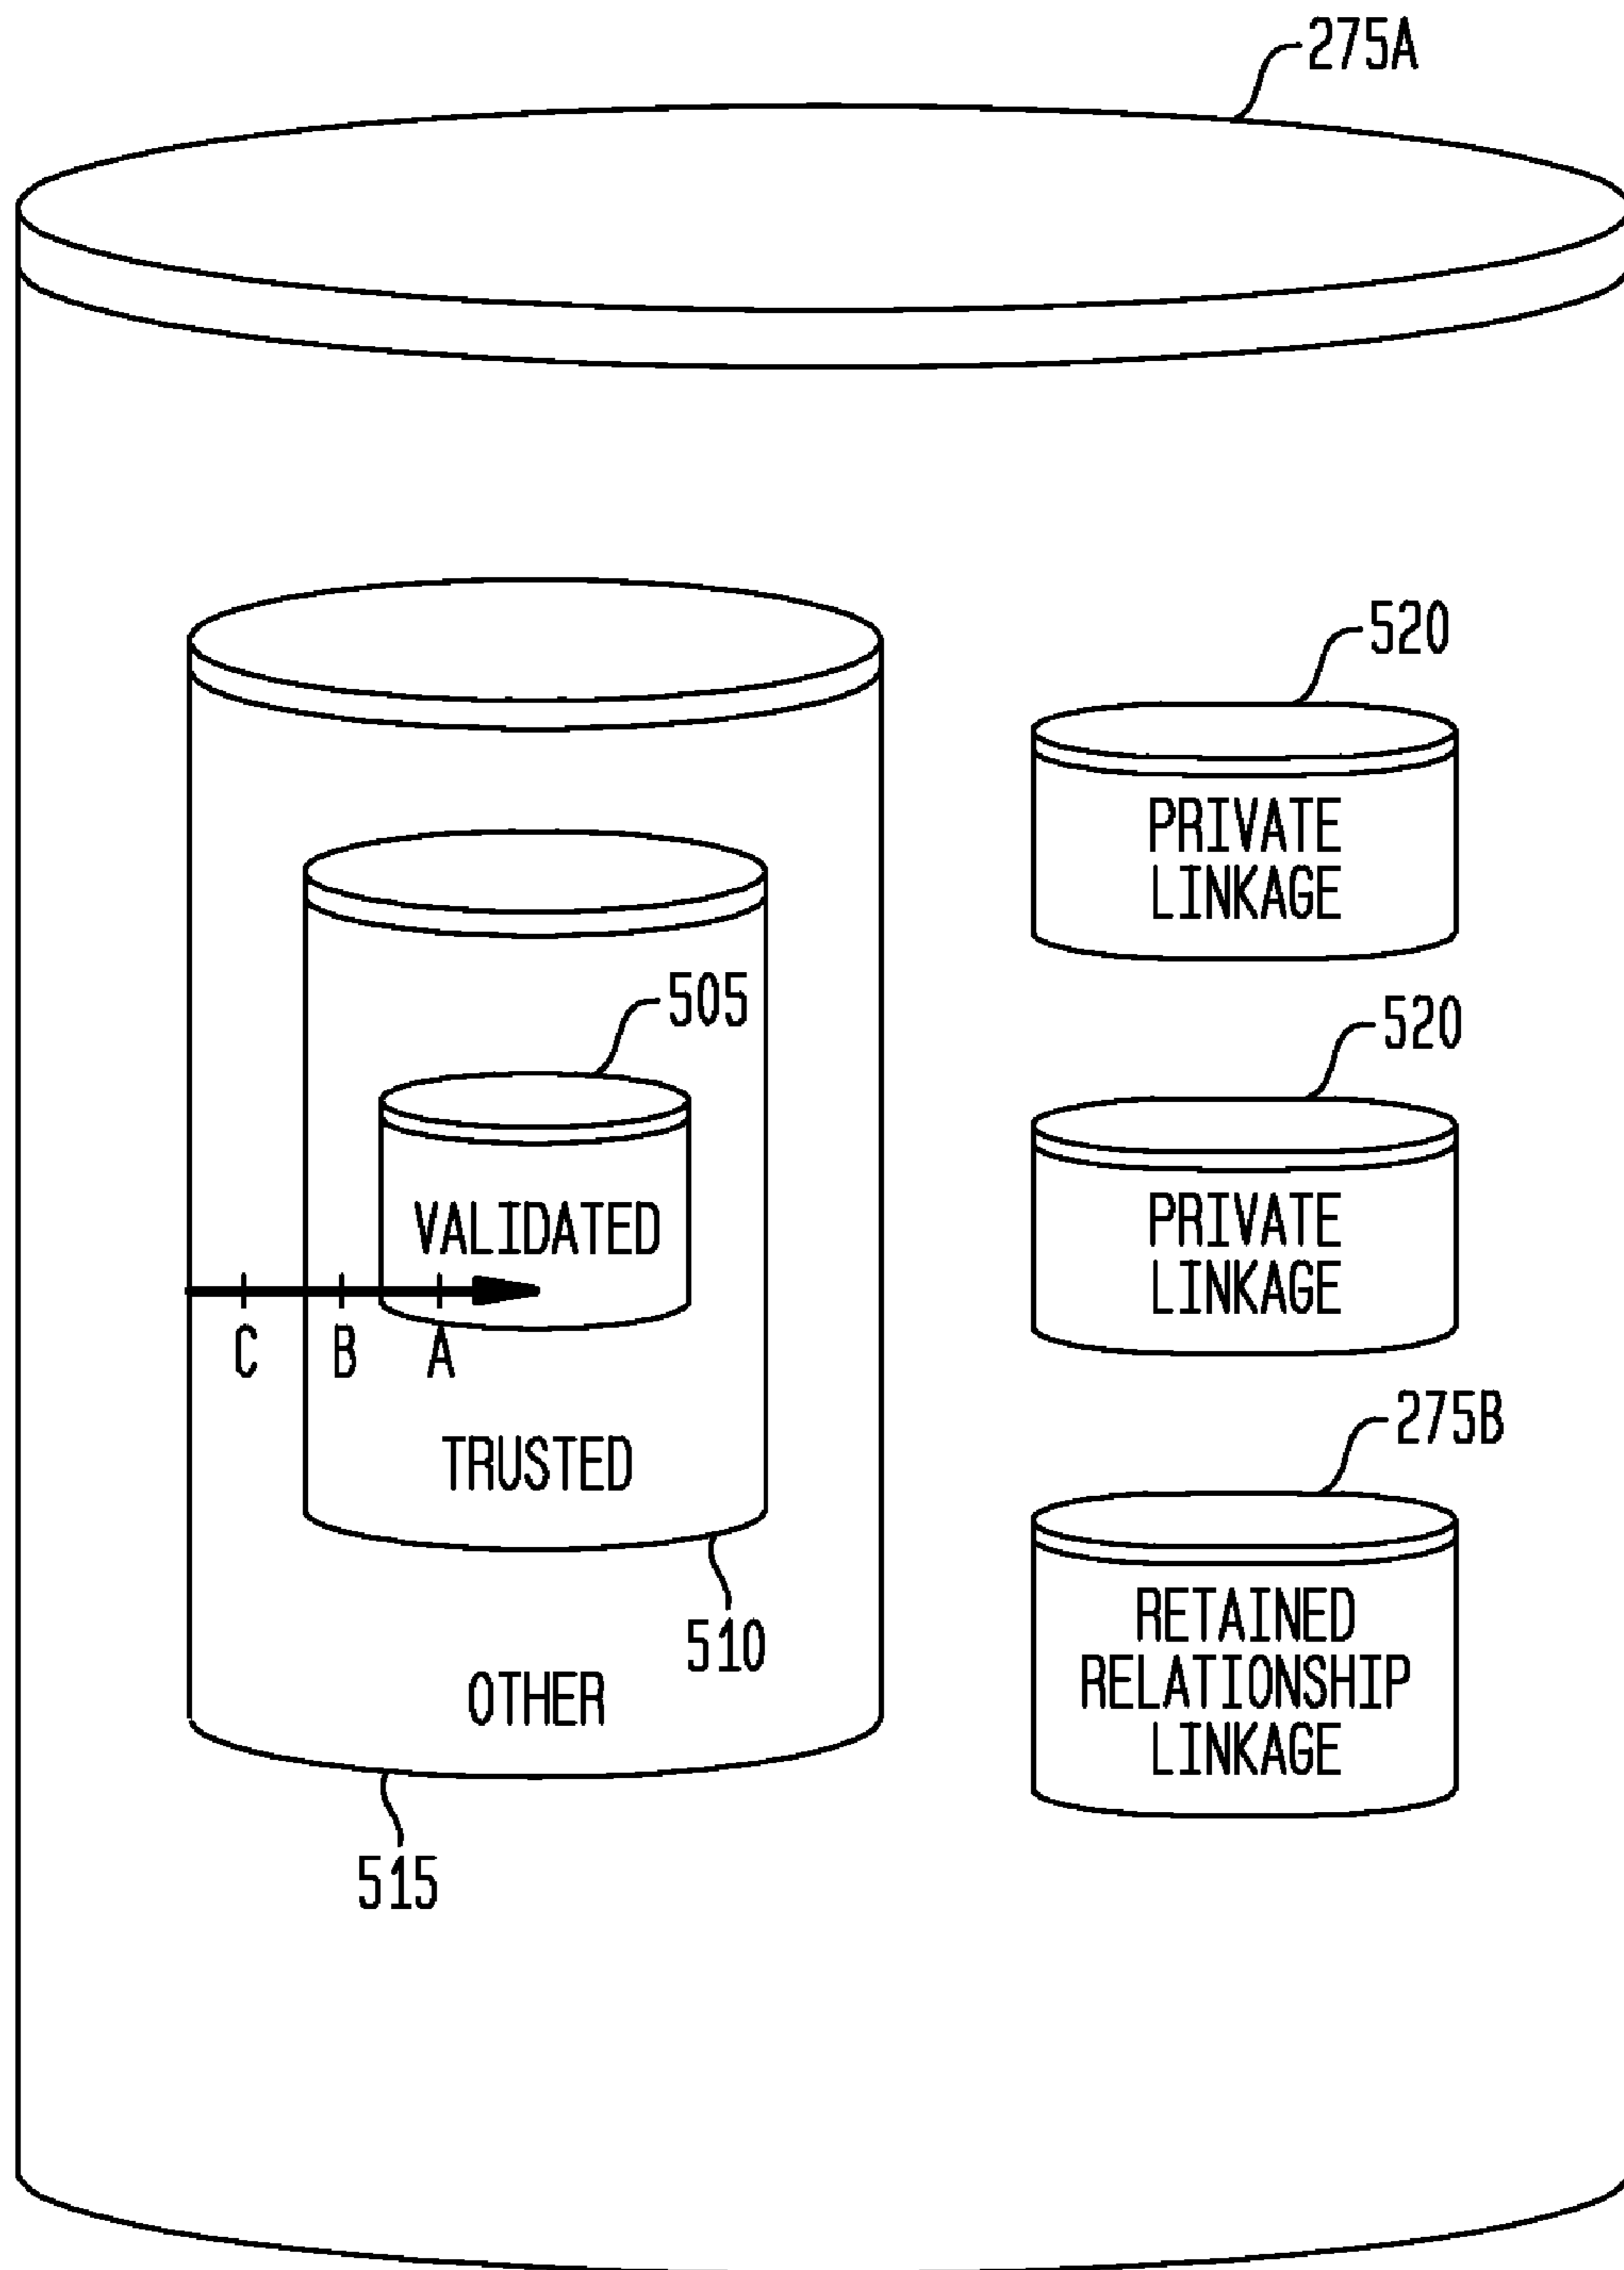 275A
520
PRIVATE
LINKAGE
505
520
VALIDATED
PRIVATE
LINKAGE
C B A
275B
TRUSTED
RETAINED
RELATIONSHIP
LINKAGE
510
OTHER
515